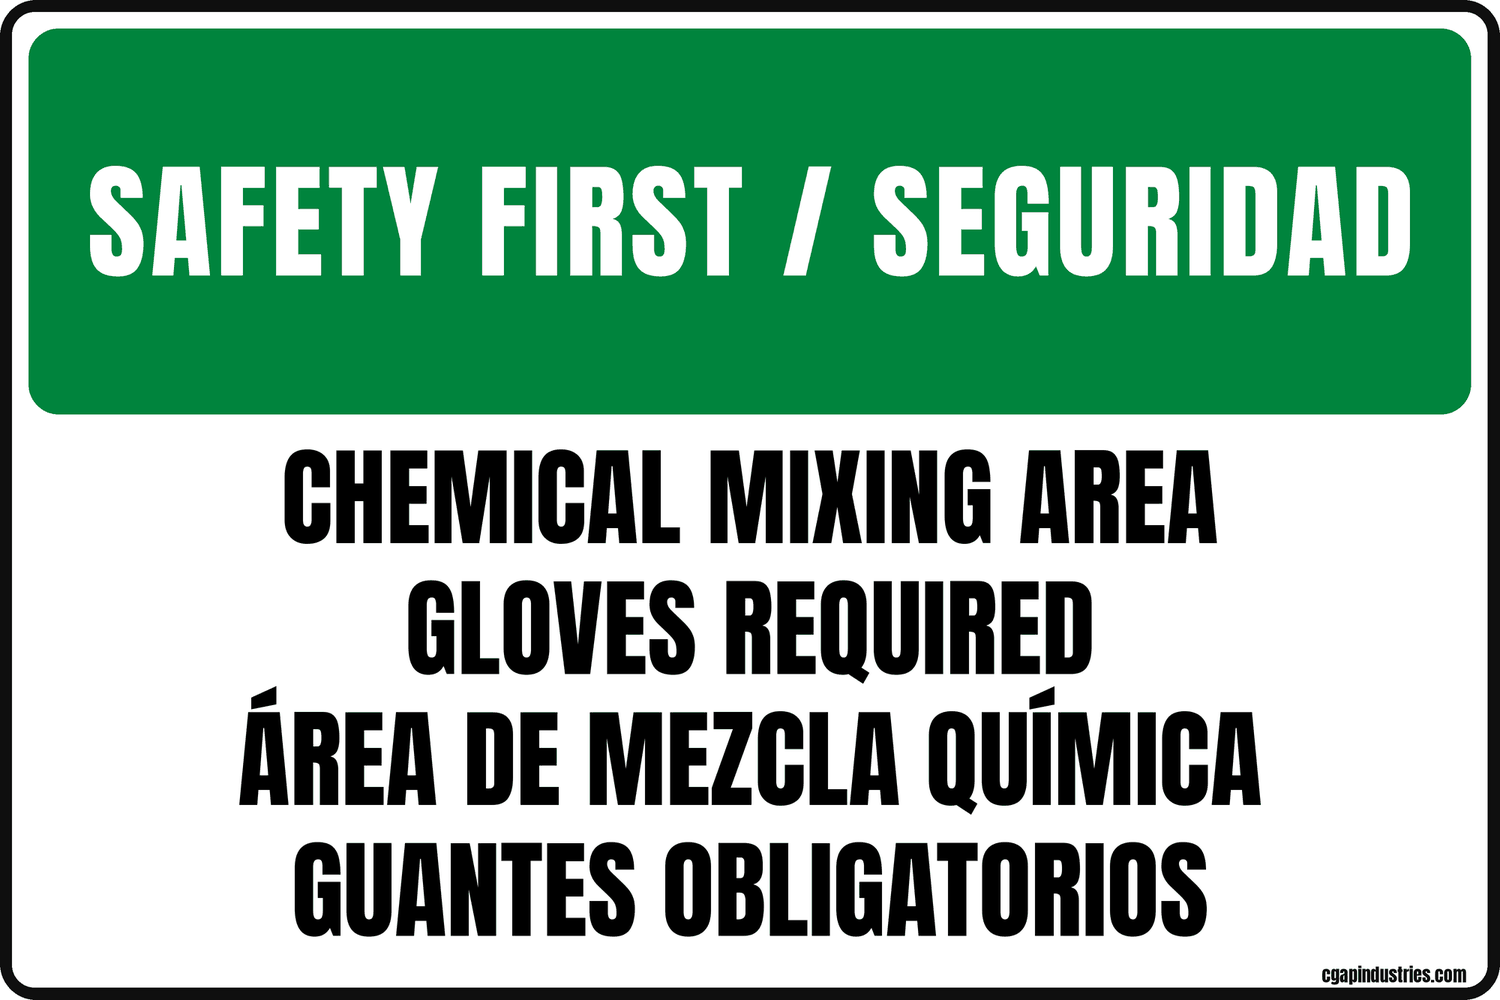 SAFETY FIRST / SEGURIDAD
CHEMICAL MIXING AREA
GLOVES REQUIRED
ÁREA DE MEZCLA QUÍMICA
GUANTES OBLIGATORIOS
cgapindustries.com